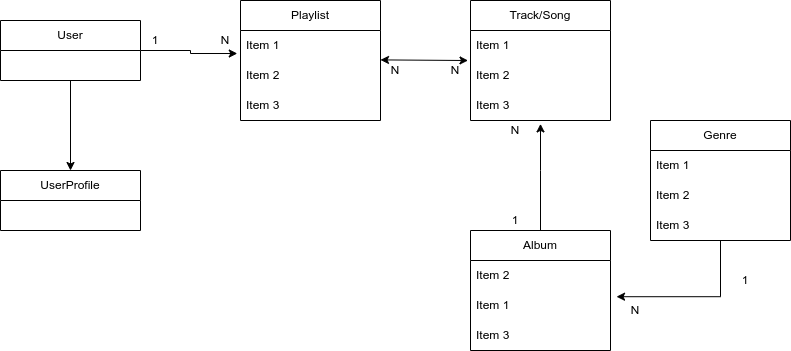 Playlist
Track/Song
User
1
N
Item 1
Item 2
Item 3
N
N
Item 1
Item 2
Item 3
N
Genre
Item 1
Item 2
Item 3
UserProfile
1
Album
Item 2
Item 1
Item 3
1
N